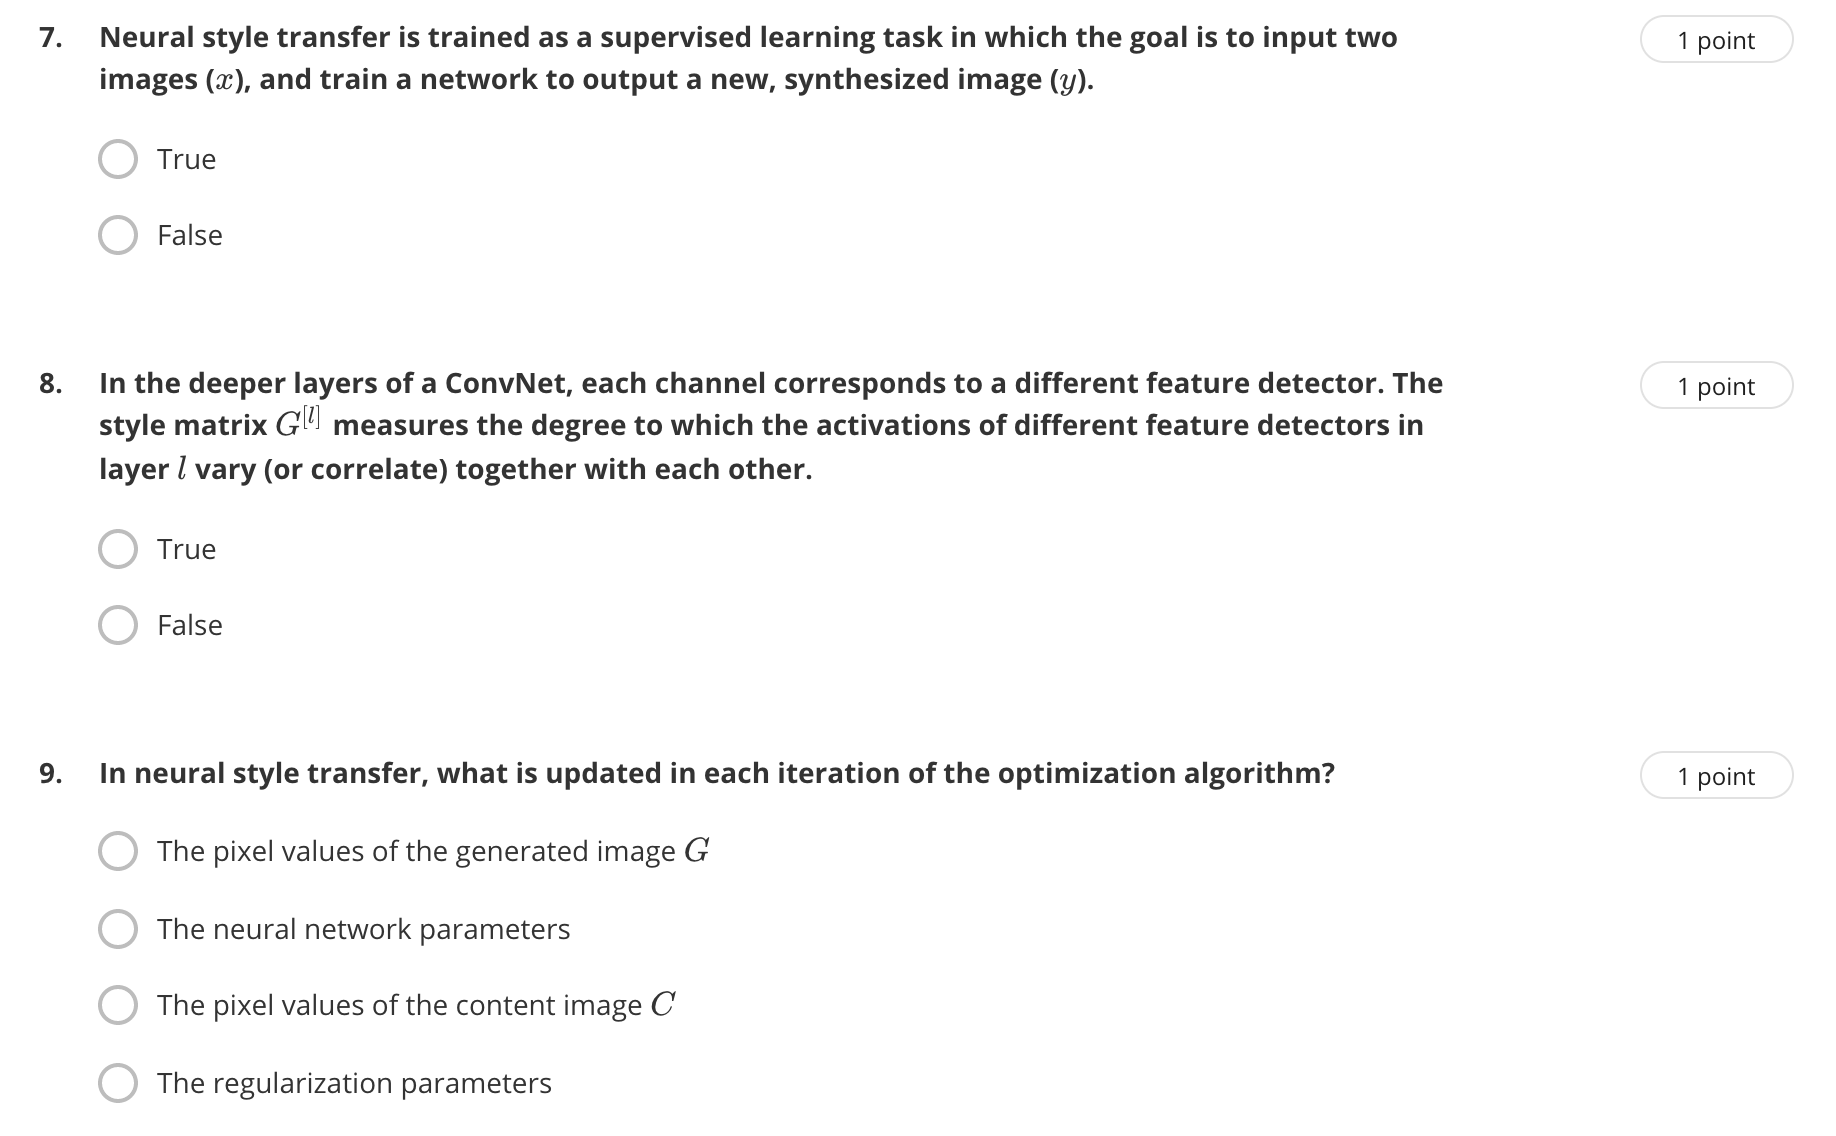 7. Neural style transfer is trained as a supervised learning task in which the goal is to input two
images (x), and train a network to output a new, synthesized image (y).
1 point
True
False
8. In the deeper layers of a ConvNet, each channel corresponds to a different feature detector. The
style matrix G^[l] measures the degree to which the activations of different feature detectors in
layer l vary (or correlate) together with each other.
1 point
True
False
9. In neural style transfer, what is updated in each iteration of the optimization algorithm?
1 point
The pixel values of the generated image G
The neural network parameters
The pixel values of the content image C
The regularization parameters